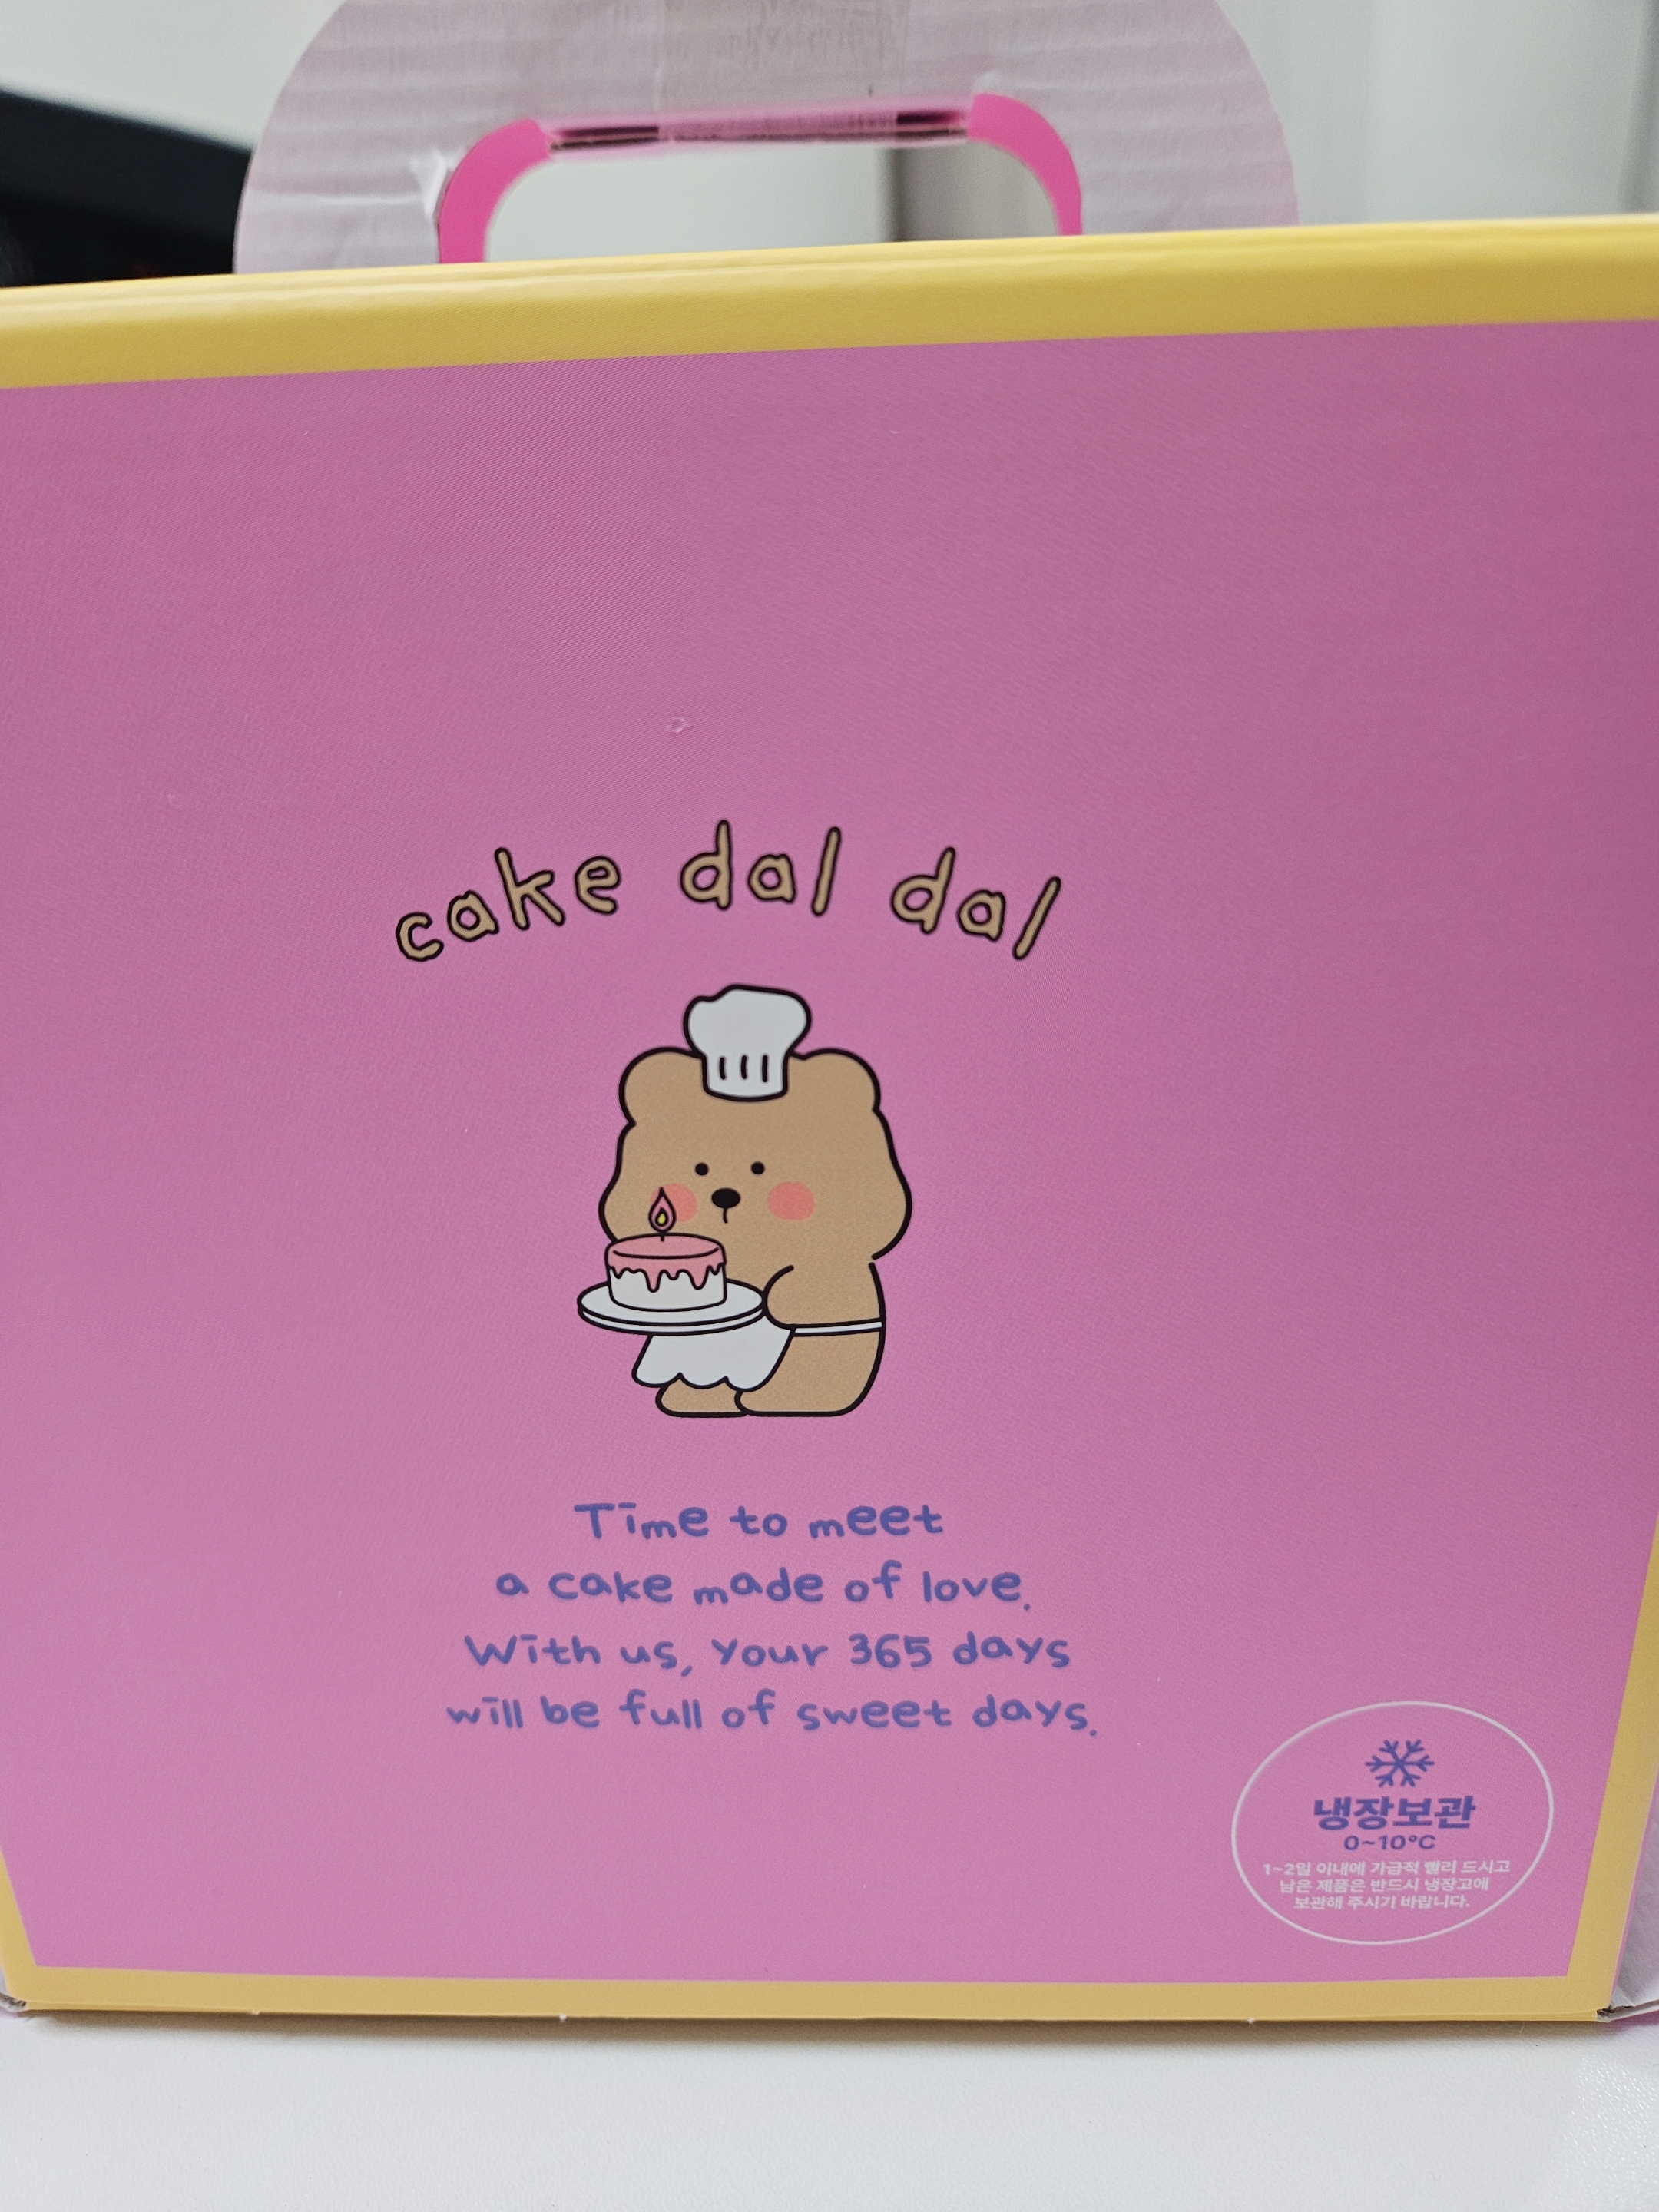 cake dal dal
Time to meet
a cake made of love.
With us, your 365 days
will be full of sweet days.
냉장보관
0~10°C
1~2일 이내에 가급적 빨리 드시고
남은 제품은 반드시 냉장고에
보관해 주시기 바랍니다.